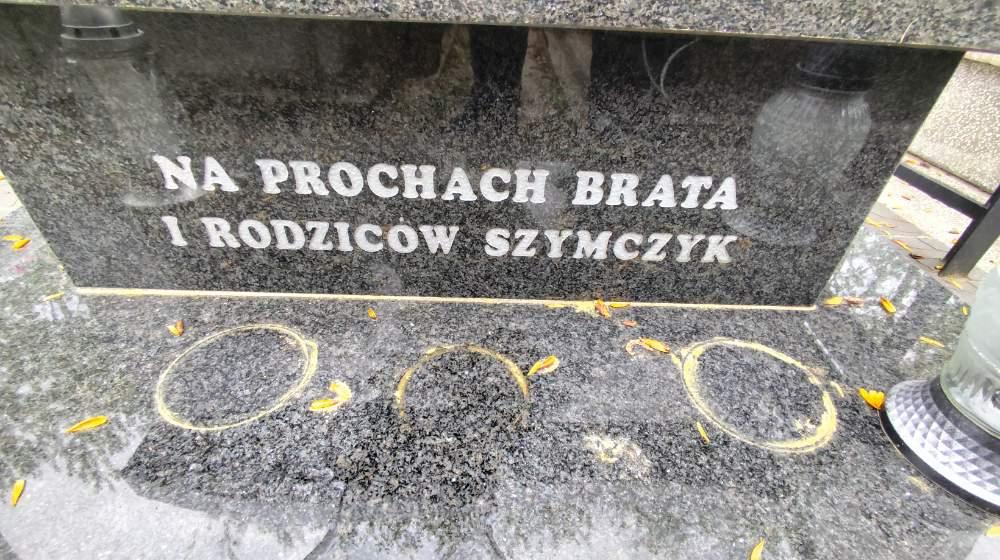 NA PROCHACH BRATA
I RODZICÓW SZYMCZYK